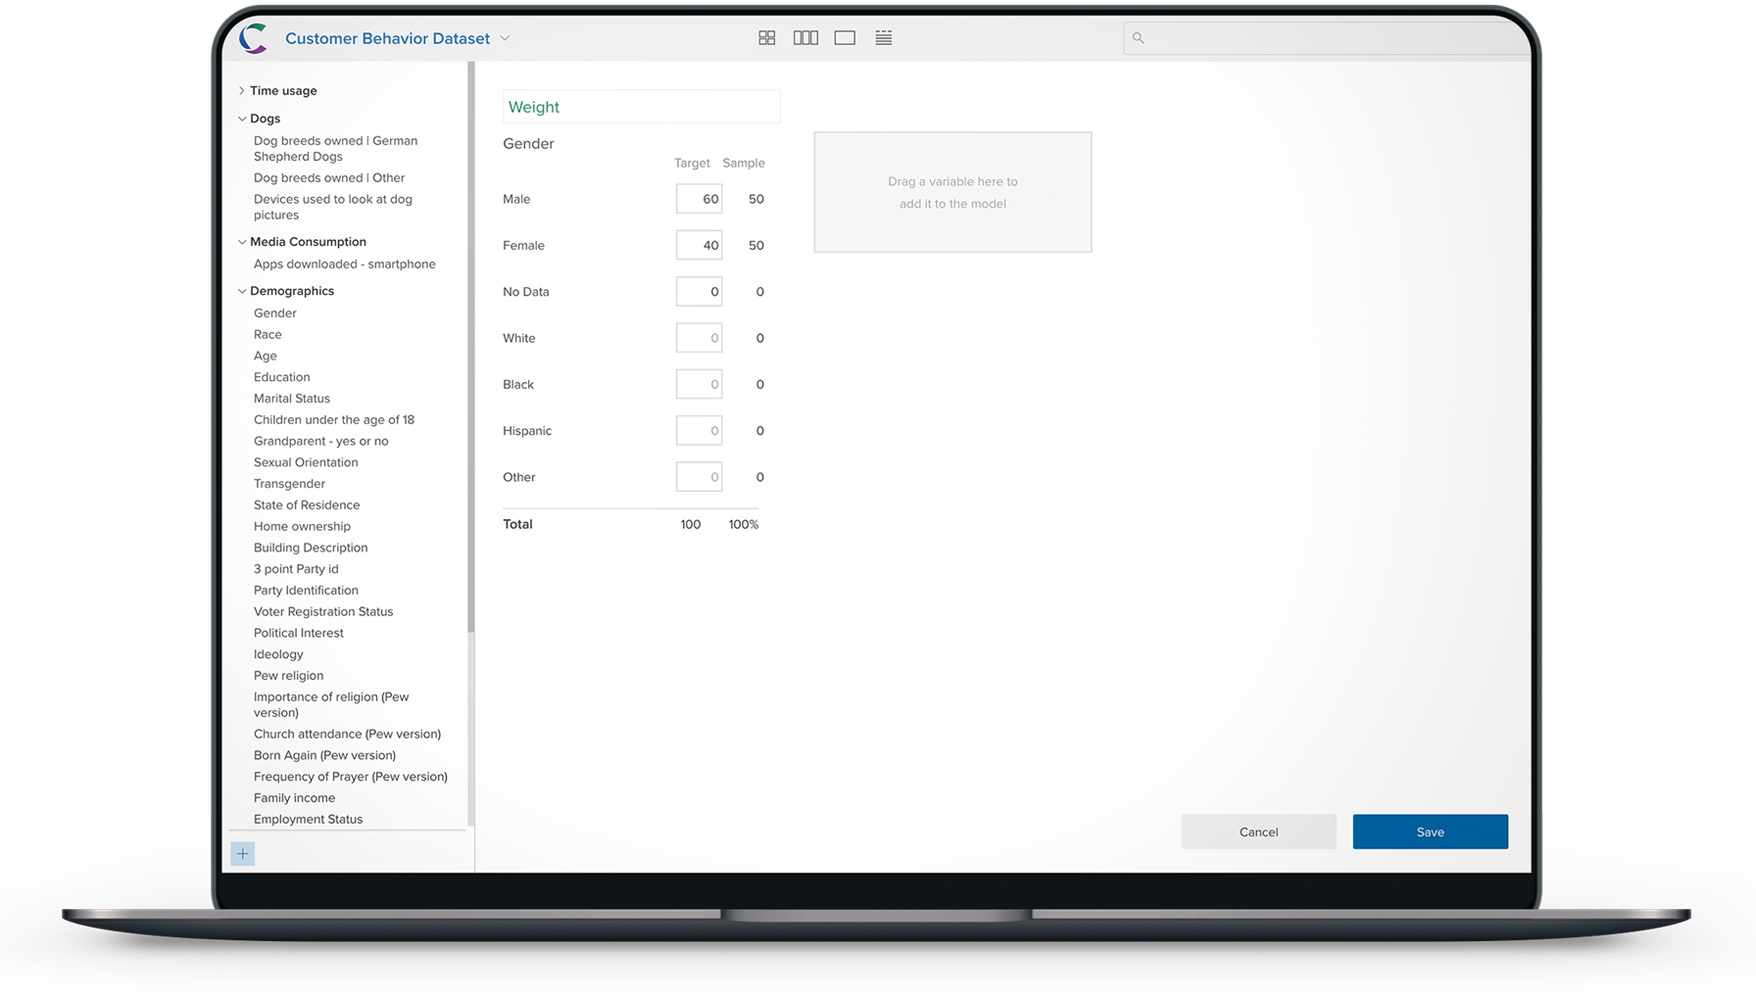 Customer Behavior Dataset
Time usage
Dogs
Dog breeds owned | German
Shepherd Dogs
Dog breeds owned | Other
Devices used to look at dog
pictures
Media Consumption
Apps downloaded - smartphone
Demographics
Gender
Race
Age
Education
Marital Status
Children under the age of 18
Grandparent - yes or no
Sexual Orientation
Transgender
State of Residence
Home ownership
Building Description
3 point Party id
Party Identification
Voter Registration Status
Political Interest
Ideology
Pew religion
Importance of religion (Pew
version)
Church attendance (Pew version)
Born Again (Pew version)
Frequency of Prayer (Pew version)
Family income
Employment Status
+
Weight
Gender
Target Sample
Male 60 50
Female 40 50
No Data 0 0
White 0 0
Black 0 0
Hispanic 0 0
Other 0 0
Total 100 100%
Drag a variable here to
add it to the model
Cancel
Save